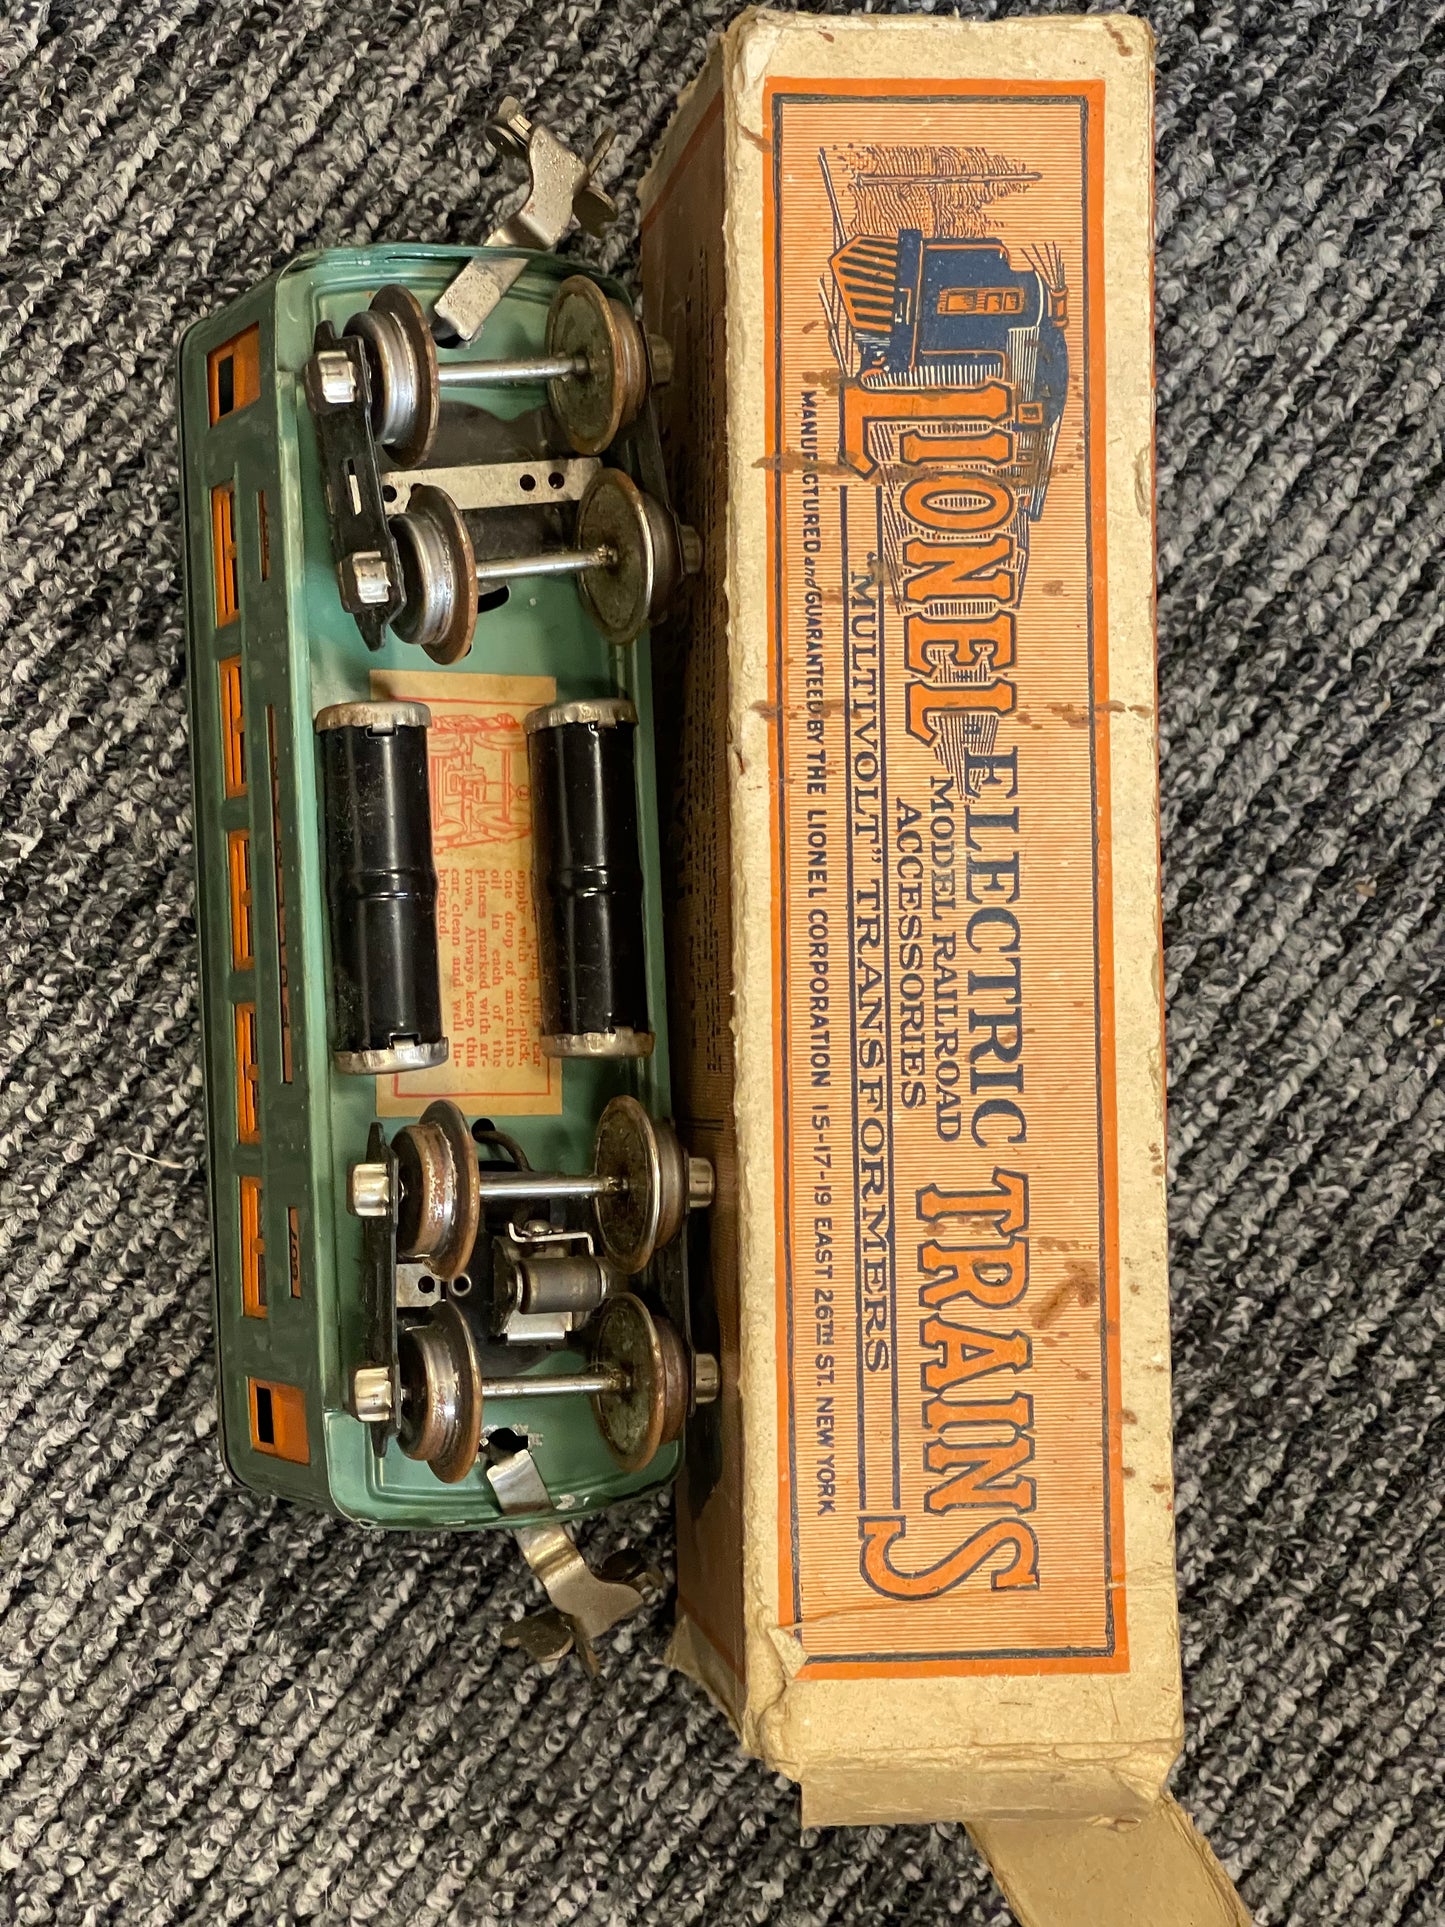 LIONEL ELECTRIC TRAINS
MODEL RAILROAD
ACCESSORIES
"MULTIVOLT" TRANSFORMERS
MANUFACTURED and GUARANTEED BY THE LIONEL CORPORATION 15-17-19 EAST 26TH ST. NEW YORK
car
apply with tooth-pick,
one drop of machine
oil in each of the
places marked with ar-
rows. Always keep this
car clean and well lu-
bricated.
607